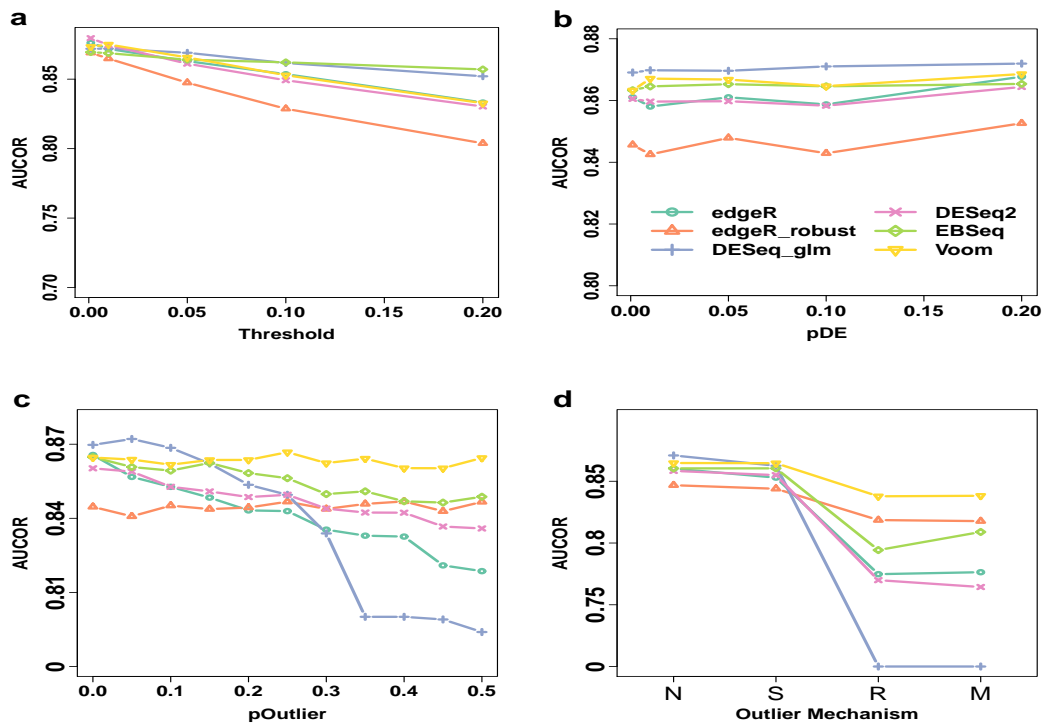 a
AUCOR
0.85
0.80
0.75
0.70
0.00 0.05 0.10 0.15 0.20
Threshold
b
AUCOR
0.88
0.86
0.84
0.82
0.80
edgeR
edgeR_robust
DESeq_glm
DESeq2
EBSeq
Voom
0.00 0.05 0.10 0.15 0.20
pDE
c
AUCOR
0.87
0.84
0.81
0
0.0 0.1 0.2 0.3 0.4 0.5
pOutlier
d
AUCOR
0.85
0.8
0.75
0
N S R M
Outlier Mechanism